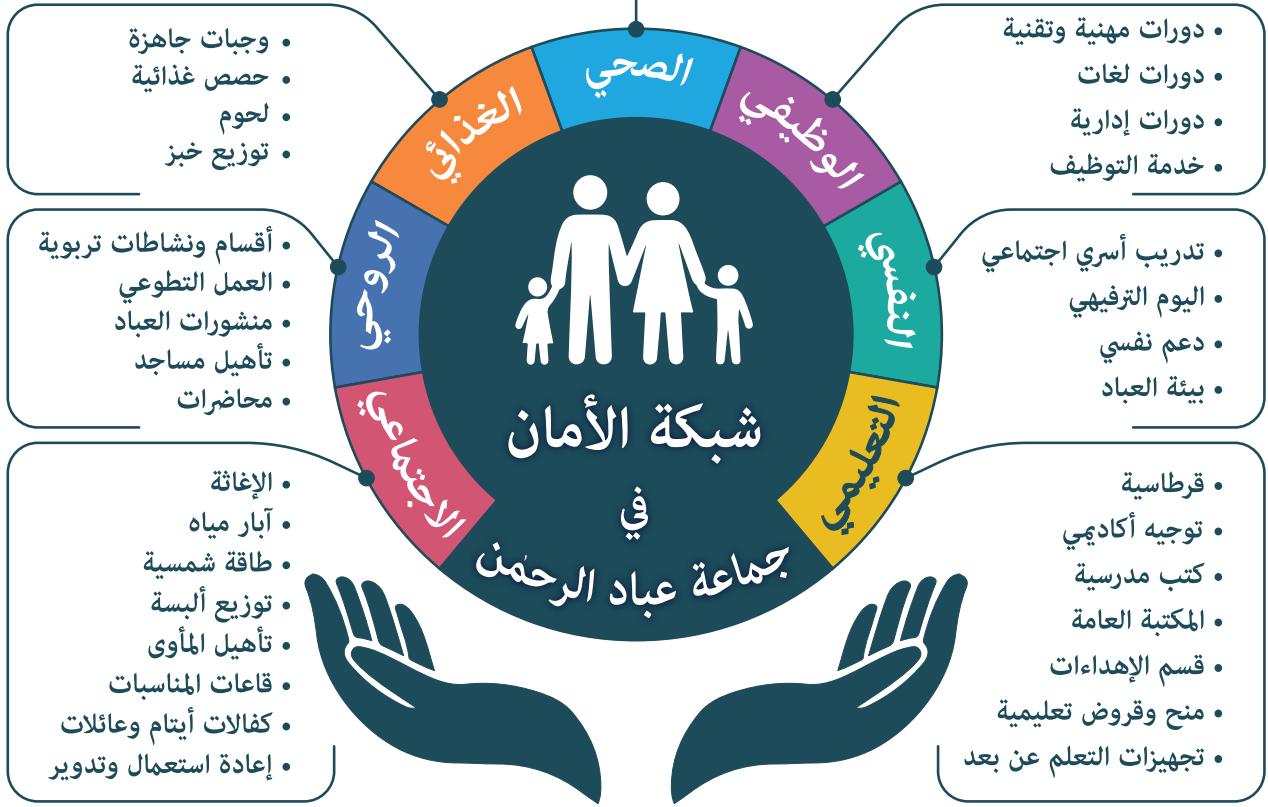 دورات مهنية وتقنية
دورات لغات
دورات إدارية
خدمة التوظيف
تدريب أسري اجتماعي
اليوم الترفيهي
دعم نفسي
بيئة العباد
قرطاسية
توجيه أكاديمي
كتب مدرسية
المكتبة العامة
قسم الإهداءات
منح وقروض تعليمية
تجهيزات التعلم عن بعد
الصحي
الوظيفي
النفسي
التعليمي
الغذائي
الروحي
الاجتماعي
شبكة الأمان
في
جماعة عباد الرحمٰن
وجبات جاهزة
حصص غذائية
لحوم
توزيع خبز
أقسام ونشاطات تربوية
العمل التطوعي
منشورات العباد
تأهيل مساجد
محاضرات
الإغاثة
آبار مياه
طاقة شمسية
توزيع ألبسة
تأهيل المأوى
قاعات المناسبات
كفالات أيتام وعائلات
إعادة استعمال وتدوير